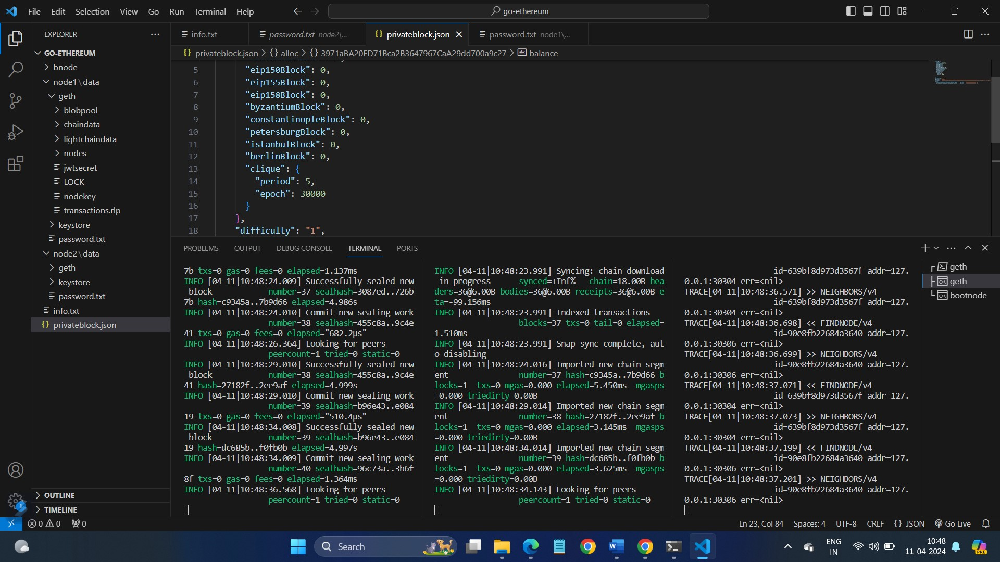 File Edit Selection View Go Run Terminal Help
go-ethereum
EXPLORER
GO-ETHEREUM
bnode
node1\data
geth
blobpool
chaindata
lightchaindata
nodes
jwtsecret
LOCK
nodekey
transactions.rlp
keystore
password.txt
node2\data
geth
keystore
password.txt
info.txt
{} privateblock.json
OUTLINE
TIMELINE
info.txt password.txt node2\... {} privateblock.json password.txt node1\...
{} privateblock.json > {} alloc > {} 3971aBA20ED71Bca2B3647967CaA29dd700a9c27 > balance
5 "eip150Block": 0,
6 "eip155Block": 0,
7 "eip158Block": 0,
8 "byzantiumBlock": 0,
9 "constantinopleBlock": 0,
10 "petersburgBlock": 0,
11 "istanbulBlock": 0,
12 "berlinBlock": 0,
13 "clique": {
14 "period": 5,
15 "epoch": 30000
16 }
17 },
18 "difficulty": "1",
PROBLEMS OUTPUT DEBUG CONSOLE TERMINAL PORTS
7b txs=0 gas=0 fees=0 elapsed=1.137ms
INFO [04-11|10:48:24.009] Successfully sealed new
block number=37 sealhash=3087ed..726b
7b hash=c9345a..7b9d66 elapsed=4.986s
INFO [04-11|10:48:24.010] Commit new sealing work
number=38 sealhash=455c8a..9c4e
41 txs=0 gas=0 fees=0 elapsed="682.2µs"
INFO [04-11|10:48:26.364] Looking for peers
peercount=1 tried=0 static=0
INFO [04-11|10:48:29.010] Successfully sealed new
block number=38 sealhash=455c8a..9c4e
41 hash=27182f..2ee9af elapsed=4.999s
INFO [04-11|10:48:29.010] Commit new sealing work
number=39 sealhash=b96e43..e084
19 txs=0 gas=0 fees=0 elapsed="510.4µs"
INFO [04-11|10:48:34.008] Successfully sealed new
block number=39 sealhash=b96e43..e084
19 hash=dc685b..f0fb0b elapsed=4.997s
INFO [04-11|10:48:34.009] Commit new sealing work
number=40 sealhash=96c73a..3b6f
8f txs=0 gas=0 fees=0 elapsed=1.364ms
INFO [04-11|10:48:36.568] Looking for peers
peercount=1 tried=0 static=0
INFO [04-11|10:48:23.991] Syncing: chain download
in progress synced=+Inf% chain=18.00B hea
ders=36@6.00B bodies=36@6.00B receipts=36@6.00B e
ta=-99.156ms
INFO [04-11|10:48:23.991] Indexed transactions
blocks=37 txs=0 tail=0 elapsed=
1.510ms
INFO [04-11|10:48:23.991] Snap sync complete, aut
o disabling
INFO [04-11|10:48:24.016] Imported new chain segm
ent number=37 hash=c9345a..7b9d66 b
locks=1 txs=0 mgas=0.000 elapsed=5.450ms mgasps
=0.000 triedirty=0.00B
INFO [04-11|10:48:29.014] Imported new chain segm
ent number=38 hash=27182f..2ee9af b
locks=1 txs=0 mgas=0.000 elapsed=3.145ms mgasps
=0.000 triedirty=0.00B
INFO [04-11|10:48:34.014] Imported new chain segm
ent number=39 hash=dc685b..f0fb0b b
locks=1 txs=0 mgas=0.000 elapsed=3.625ms mgasps
=0.000 triedirty=0.00B
INFO [04-11|10:48:34.143] Looking for peers
peercount=1 tried=0 static=0
id=639bf8d973d3567f addr=127.
0.0.1:30304 err=<nil>
TRACE[04-11|10:48:36.571] >> NEIGHBORS/v4
id=639bf8d973d3567f addr=127.
0.0.1:30304 err=<nil>
TRACE[04-11|10:48:36.698] << FINDNODE/v4
id=90e8fb22684a3640 addr=127.
0.0.1:30306 err=<nil>
TRACE[04-11|10:48:36.699] >> NEIGHBORS/v4
id=90e8fb22684a3640 addr=127.
0.0.1:30306 err=<nil>
TRACE[04-11|10:48:37.071] << FINDNODE/v4
id=639bf8d973d3567f addr=127.
0.0.1:30304 err=<nil>
TRACE[04-11|10:48:37.073] >> NEIGHBORS/v4
id=639bf8d973d3567f addr=127.
0.0.1:30304 err=<nil>
TRACE[04-11|10:48:37.199] << FINDNODE/v4
id=90e8fb22684a3640 addr=127.
0.0.1:30306 err=<nil>
TRACE[04-11|10:48:37.201] >> NEIGHBORS/v4
id=90e8fb22684a3640 addr=127.
0.0.1:30306 err=<nil>
geth
geth
bootnode
1
0 0 0 Ln 23, Col 84 Spaces: 4 UTF-8 CRLF {} JSON Go Live
Search
ENG
IN
10:48
11-04-2024
PRE